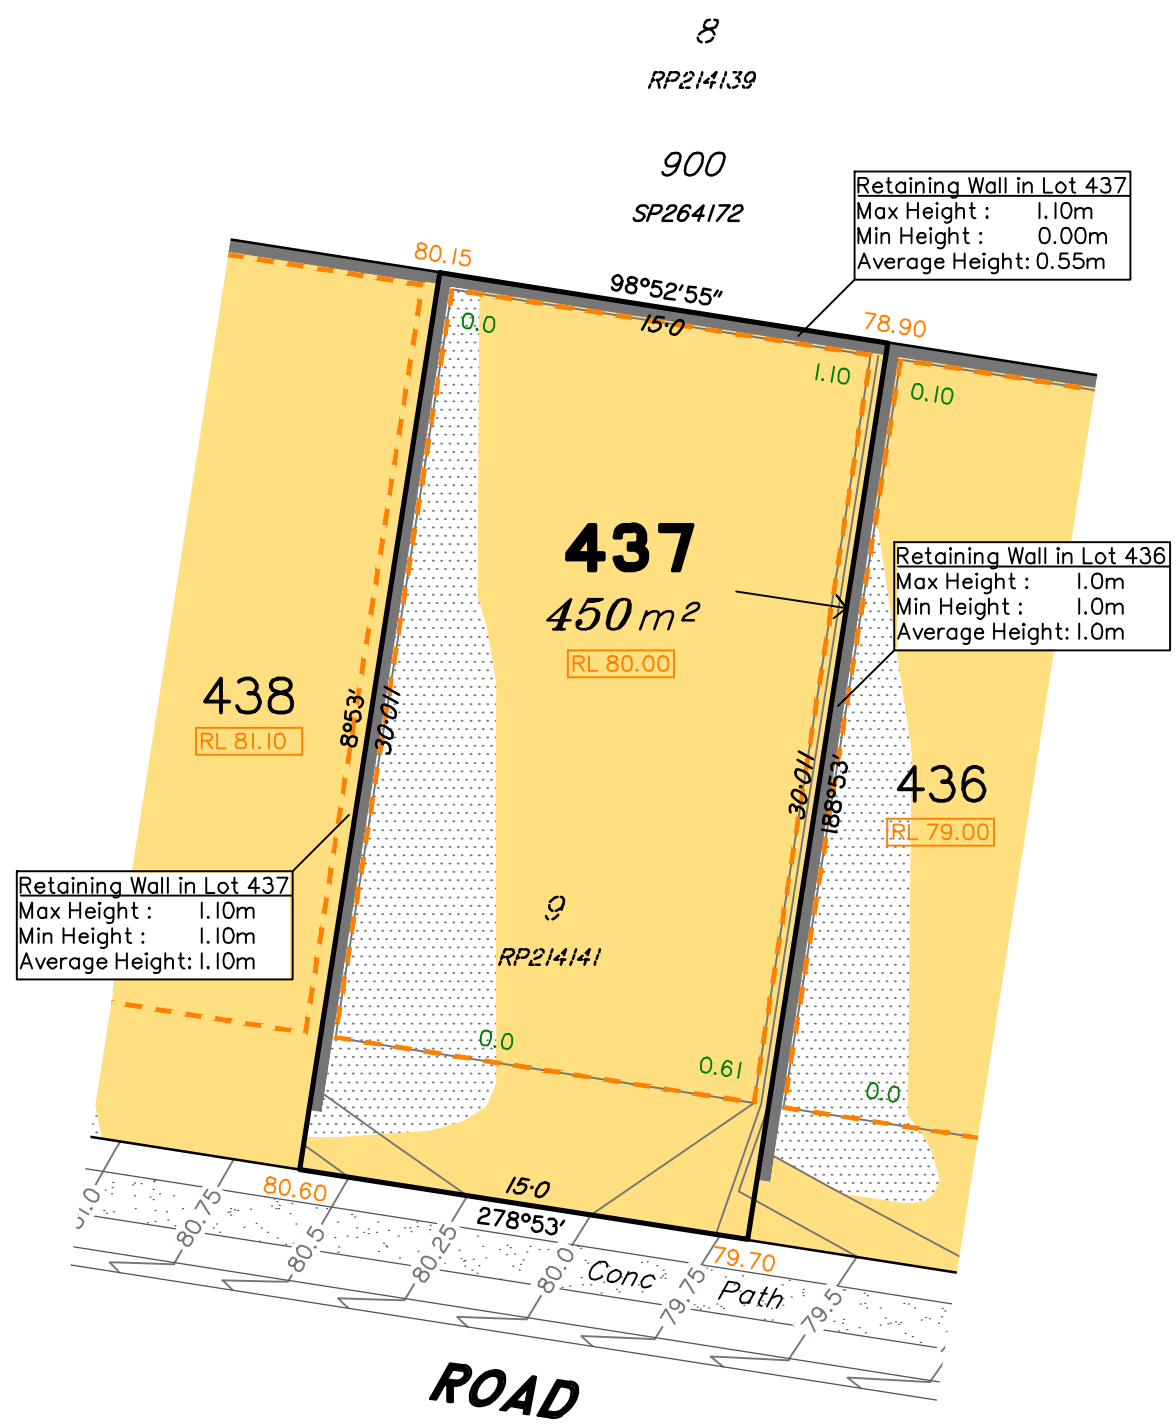 8
RP214139
900
SP264172
Retaining Wall in Lot 437
Max Height : 1.10m
Min Height : 0.00m
Average Height: 0.55m
80.15
98°52'55"
15·0
78.90
0.0
1.10
0.10
437
450 m²
RL 80.00
Retaining Wall in Lot 436
Max Height : 1.0m
Min Height : 1.0m
Average Height: 1.0m
438
RL 81.10
8°53'
30·011
30·011
188°53'
436
RL 79.00
Retaining Wall in Lot 437
Max Height : 1.10m
Min Height : 1.10m
Average Height: 1.10m
9
RP214141
0.0
0.61
0.0
80.60
15·0
278°53'
79.70
80.75
80.5
80.25
80.0
79.75
79.5
Conc Path
ROAD